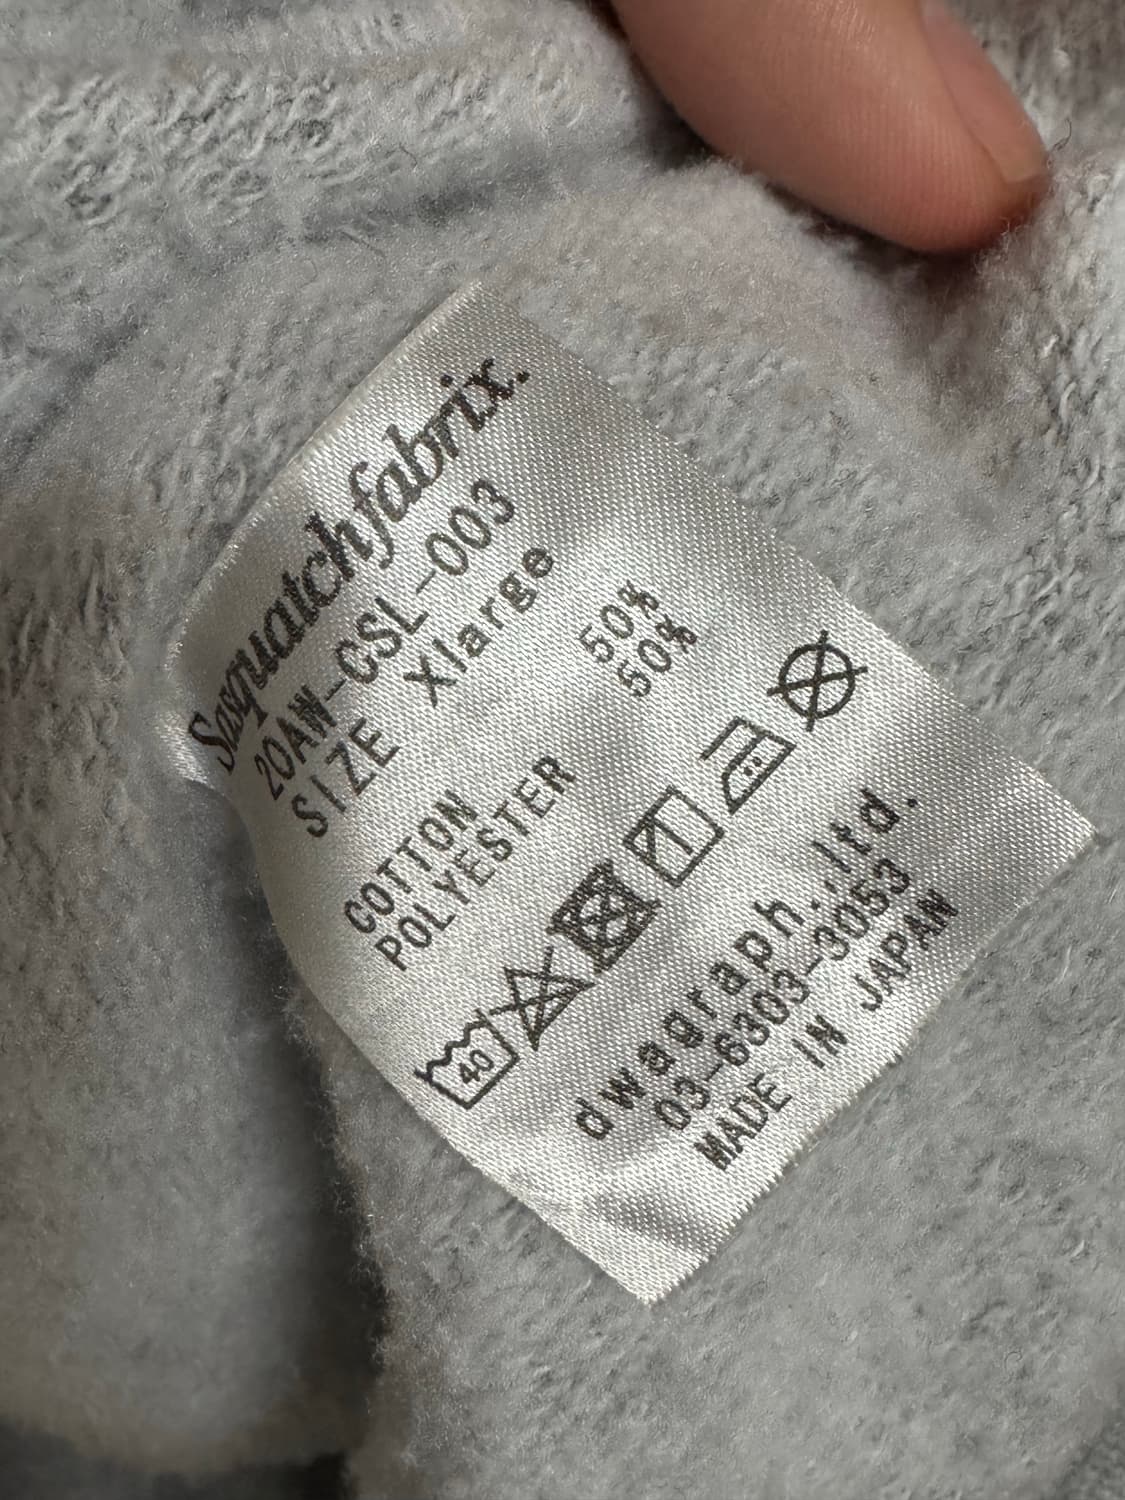 Sasquatchfabrix.
20AW-CSL-003
SIZE Xlarge
COTTON 50%
POLYESTER 50%
40
dwagraph.ltd.
03-6303-3053
MADE IN JAPAN